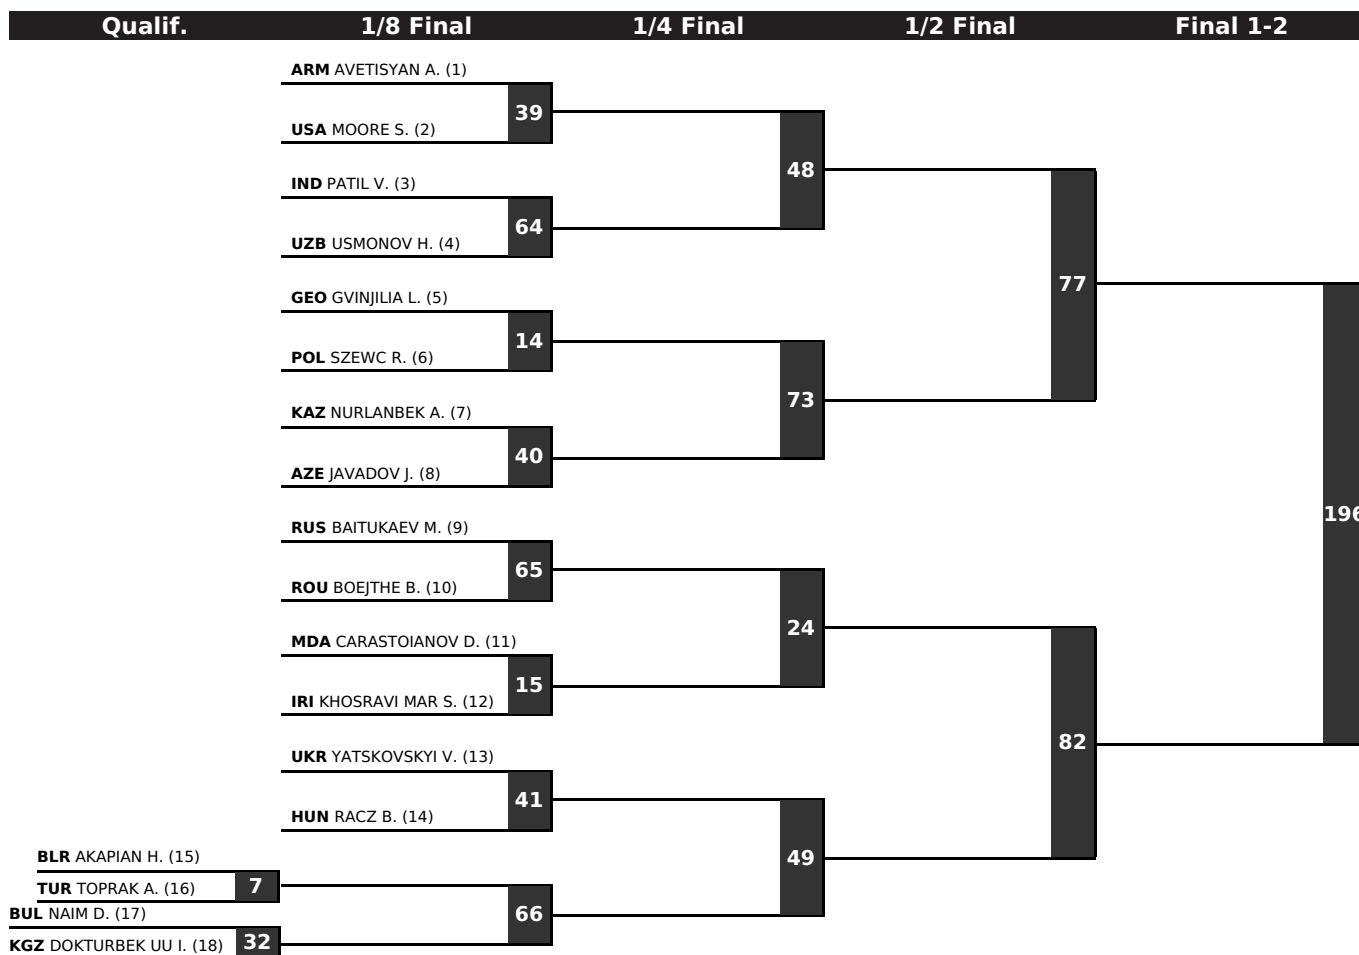 Qualif. 1/8 Final 1/4 Final 1/2 Final Final 1-2
ARM AVETISYAN A. (1)
39
USA MOORE S. (2)
48
IND PATIL V. (3)
64
UZB USMONOV H. (4)
77
GEO GVINJILIA L. (5)
14
POL SZEWC R. (6)
73
KAZ NURLANBEK A. (7)
40
AZE JAVADOV J. (8)
196
RUS BAITUKAEV M. (9)
65
ROU BOEJTHE B. (10)
24
MDA CARASTOIANOV D. (11)
15
IRI KHOSRAVI MAR S. (12)
82
UKR YATSKOVSKYI V. (13)
41
HUN RACZ B. (14)
49
BLR AKAPIAN H. (15)
TUR TOPRAK A. (16) 7
BUL NAIM D. (17)
66
KGZ DOKTURBEK UU I. (18) 32